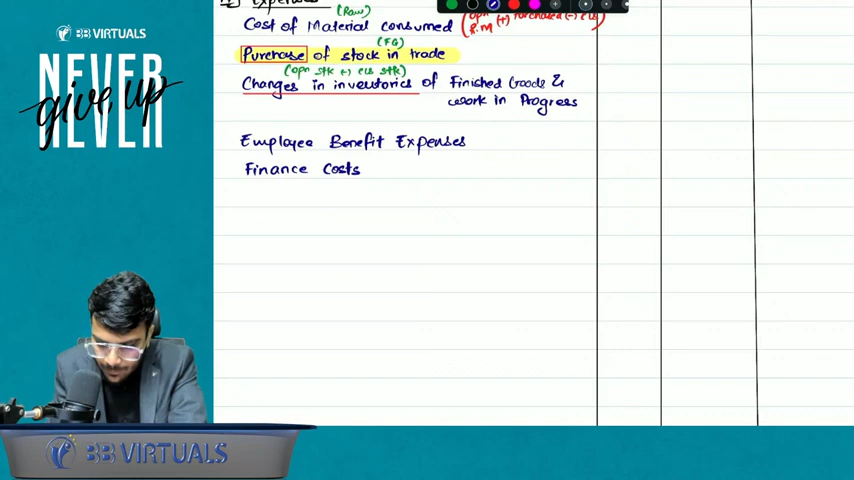 BB VIRTUALS
NEVER
give up
NEVER
Expenses
(Raw)
Cost of Material consumed
(opn R.M (+) Purchased (-) cls)
(FG)
Purchase of stock in trade
(opn stk (-) cls stk)
Changes in inventories of Finished Goods &
work in Progress
Employee Benefit Expenses
Finance Costs
BB VIRTUALS